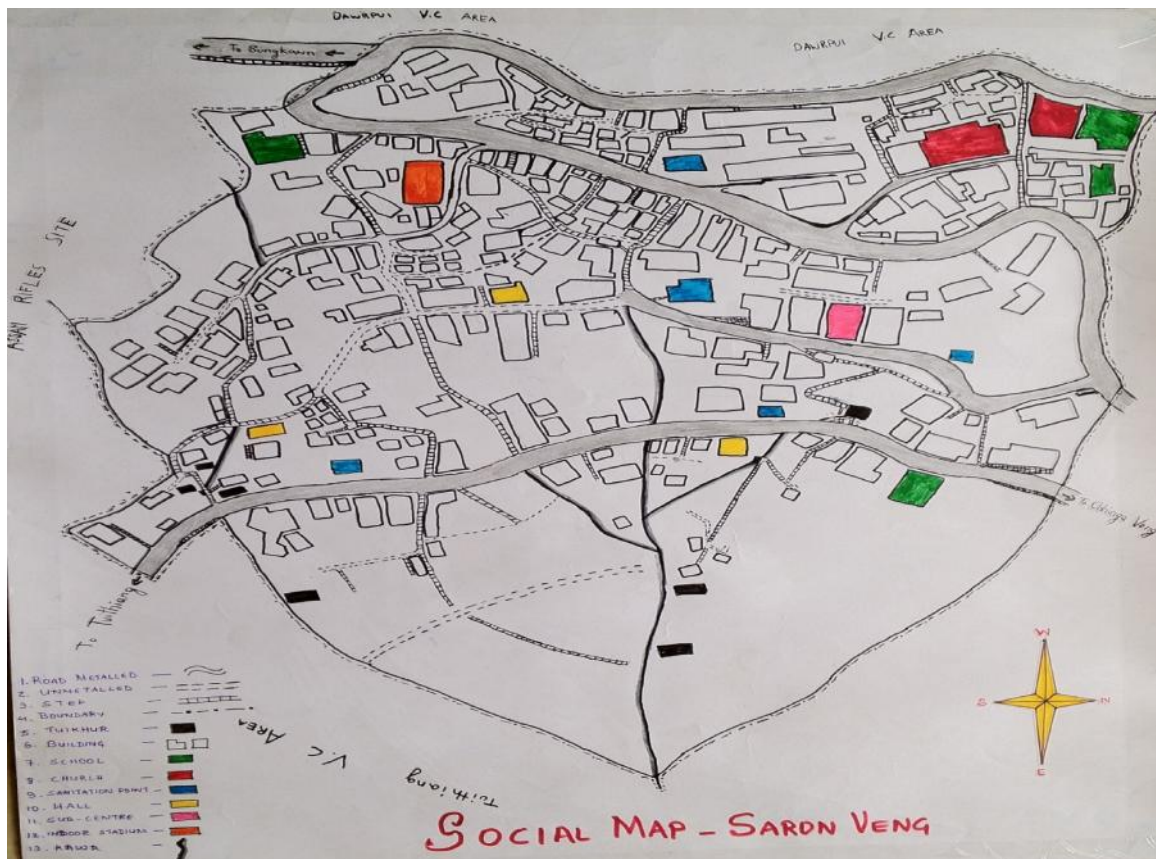 DAWRPUI V.C AREA
DAWRPUI V.C AREA
To Bungkawn
ASSAM RIFLES SITE
To Chhinga Veng
To Tuithiang
Tuithiang V.C AREA
W
S
N
E
1. ROAD METALLED
2. UNMETALLED
3. STEP
4. BOUNDARY
5. TUIKHUR
6. BUILDING
7. SCHOOL
8. CHURCH
9. SANITATION POINT
10. HALL
11. SUB-CENTRE
12. INDOOR STADIUM
13. KAWR
SOCIAL MAP - SARON VENG